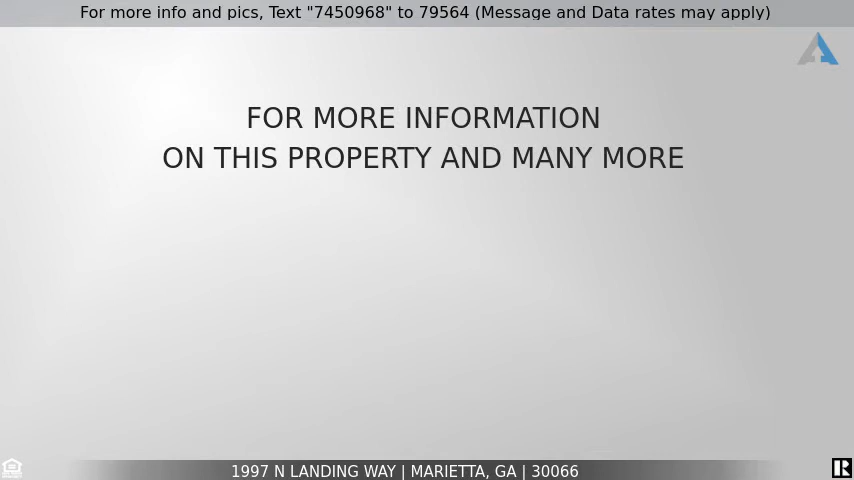 For more info and pics, Text "7450968" to 79564 (Message and Data rates may apply)
FOR MORE INFORMATION
ON THIS PROPERTY AND MANY MORE
1997 N LANDING WAY | MARIETTA, GA | 30066